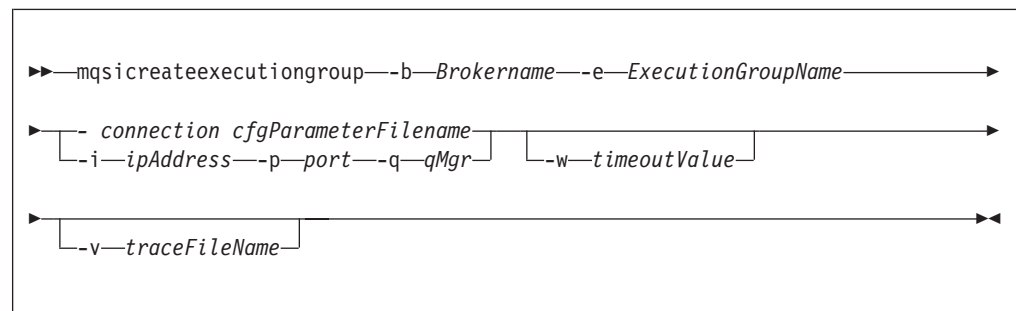 mqsicreateexecutiongroup -b Brokername -e ExecutionGroupName
- connection cfgParameterFilename
-i ipAddress -p port -q qMgr -w timeoutValue
-v traceFileName